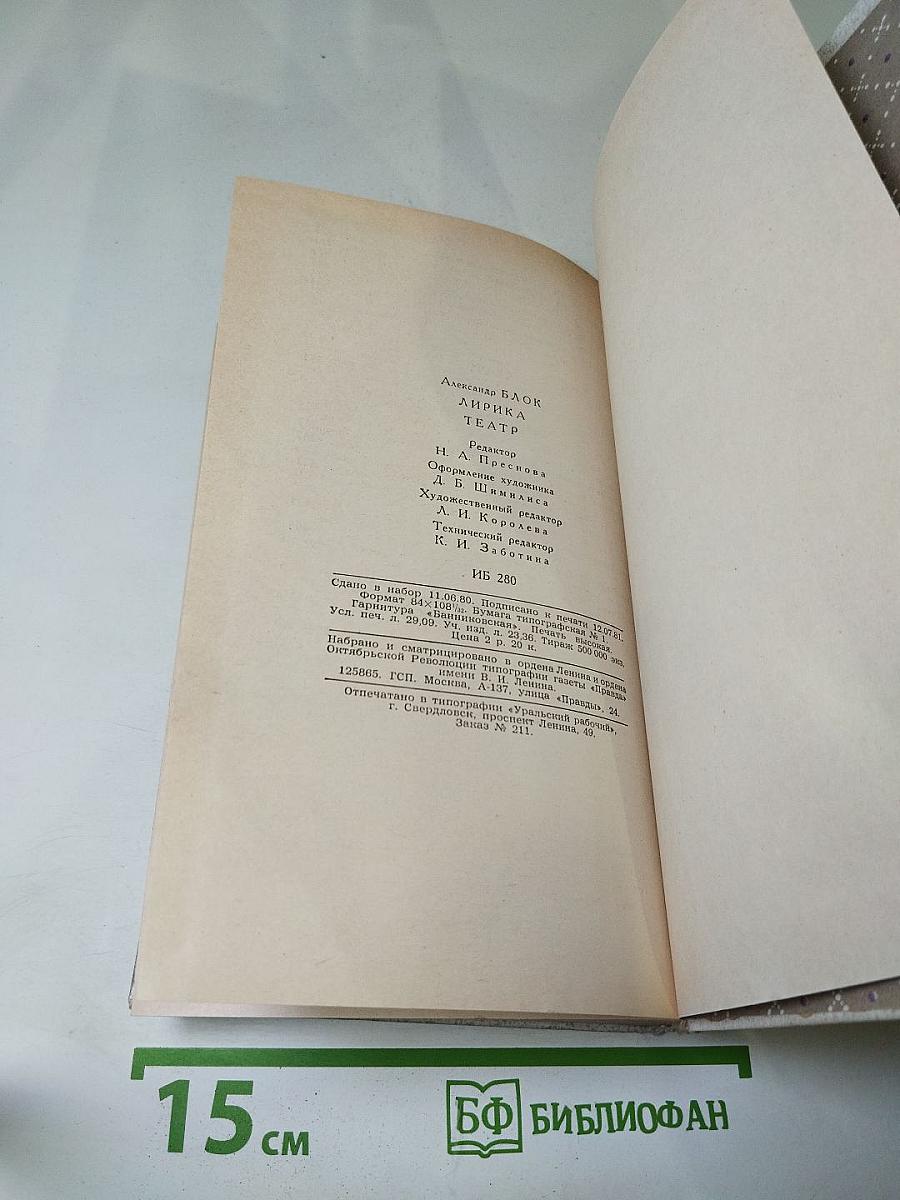 Александр БЛОК
ЛИРИКА
ТЕАТР
Редактор
Н. А. Преснова
Оформление художника
Д. Б. Шимилиса
Художественный редактор
Л. И. Королева
Технический редактор
К. И. Заботина
ИБ 280
Сдано в набор 11.06.80. Подписано к печати 12.07.81.
Формат 84×108¹/₃₂. Бумага типографская № 1.
Гарнитура «Банниковская». Печать высокая.
Усл. печ. л. 29,09. Уч. изд. л. 23,36. Тираж 500 000 экз.
Цена 2 р. 20 к.
Набрано и сматрицировано в ордена Ленина и ордена
Октябрьской Революции типографии газеты «Правда»
имени В. И. Ленина.
125865. ГСП. Москва, А-137, улица «Правды», 24.
Отпечатано в типографии «Уральский рабочий»,
г. Свердловск, проспект Ленина, 49.
Заказ № 211.
15 см
БФ БИБЛИОФАН